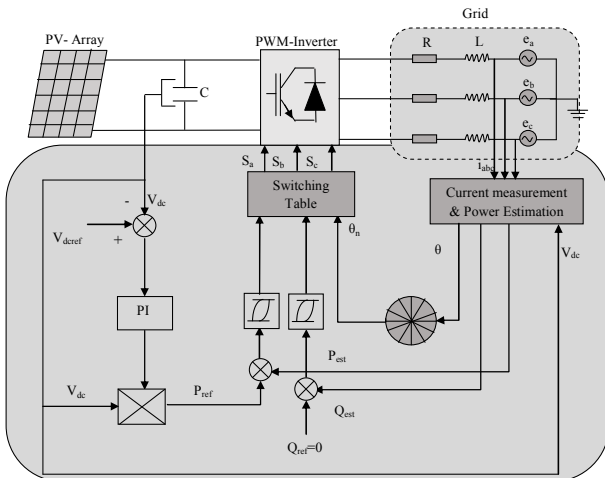 Grid
PV- Array
PWM-Inverter
R
L
e_a
C
e_b
e_c
S_a
S_b
S_c
i_abc
Switching
Table
Current measurement
& Power Estimation
-
V_dc
V_dcref
+
θ_n
θ
V_dc
PI
P_est
V_dc
P_ref
Q_est
Q_ref=0